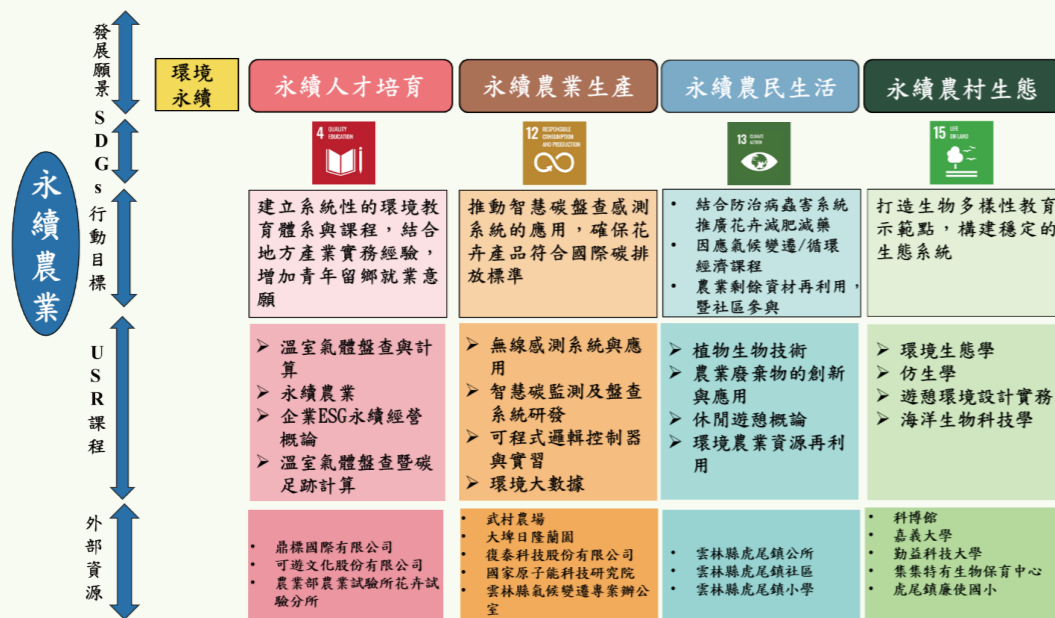 發展願景
環境
永續
永續人才培育
永續農業生產
永續農民生活
永續農村生態
SDGs
4 QUALITY
EDUCATION
12 RESPONSIBLE
CONSUMPTION
AND PRODUCTION
13 CLIMATE
ACTION
15 LIFE
ON LAND
永續農業
行動目標
建立系統性的環境教
育體系與課程，結合
地方產業實務經驗，
增加青年留鄉就業意
願
推動智慧碳盤查感測
系統的應用，確保花
卉產品符合國際碳排
放標準
• 結合防治病蟲害系統
推廣花卉減肥減藥
• 因應氣候變遷/循環
經濟課程
• 農業剩餘資材再利用，
暨社區參與
打造生物多樣性教育
示範點，構建穩定的
生態系統
USR課程
➢ 溫室氣體盤查與計
算
➢ 永續農業
➢ 企業ESG永續經營
概論
➢ 溫室氣體盤查暨碳
足跡計算
➢ 無線感測系統與應
用
➢ 智慧碳監測及盤查
系統研發
➢ 可程式邏輯控制器
與實習
➢ 環境大數據
➢ 植物生物技術
➢ 農業廢棄物的創新
與應用
➢ 休閒遊憩概論
➢ 環境農業資源再利
用
➢ 環境生態學
➢ 仿生學
➢ 遊憩環境設計實務
➢ 海洋生物科技學
外部資源
• 鼎標國際有限公司
• 可遊文化股份有限公司
• 農業部農業試驗所花卉試
驗分所
• 武村農場
• 大埤日隆蘭園
• 復泰科技股份有限公司
• 國家原子能科技研究院
• 雲林縣氣候變遷專案辦公
室
• 雲林縣虎尾鎮公所
• 雲林縣虎尾鎮社區
• 雲林縣虎尾鎮小學
• 科博館
• 嘉義大學
• 勤益科技大學
• 集集特有生物保育中心
• 虎尾鎮廉使國小